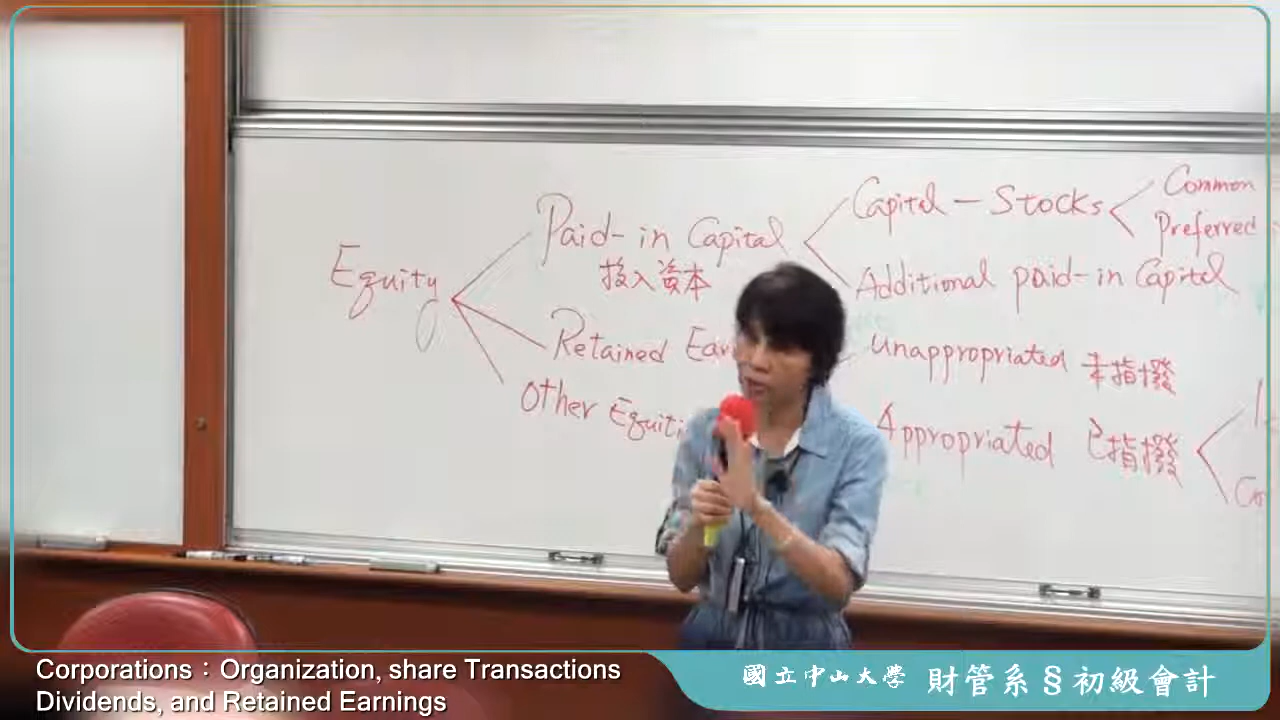 Equity
Paid-in Capital
投入資本
Capital — Stocks
Common
Preferred
Additional paid-in Capital
Retained
Unappropriated 未指撥
Other
Appropriated 已指撥
Corporations：Organization, share Transactions
Dividends, and Retained Earnings
國立中山大學 財管系§初級會計